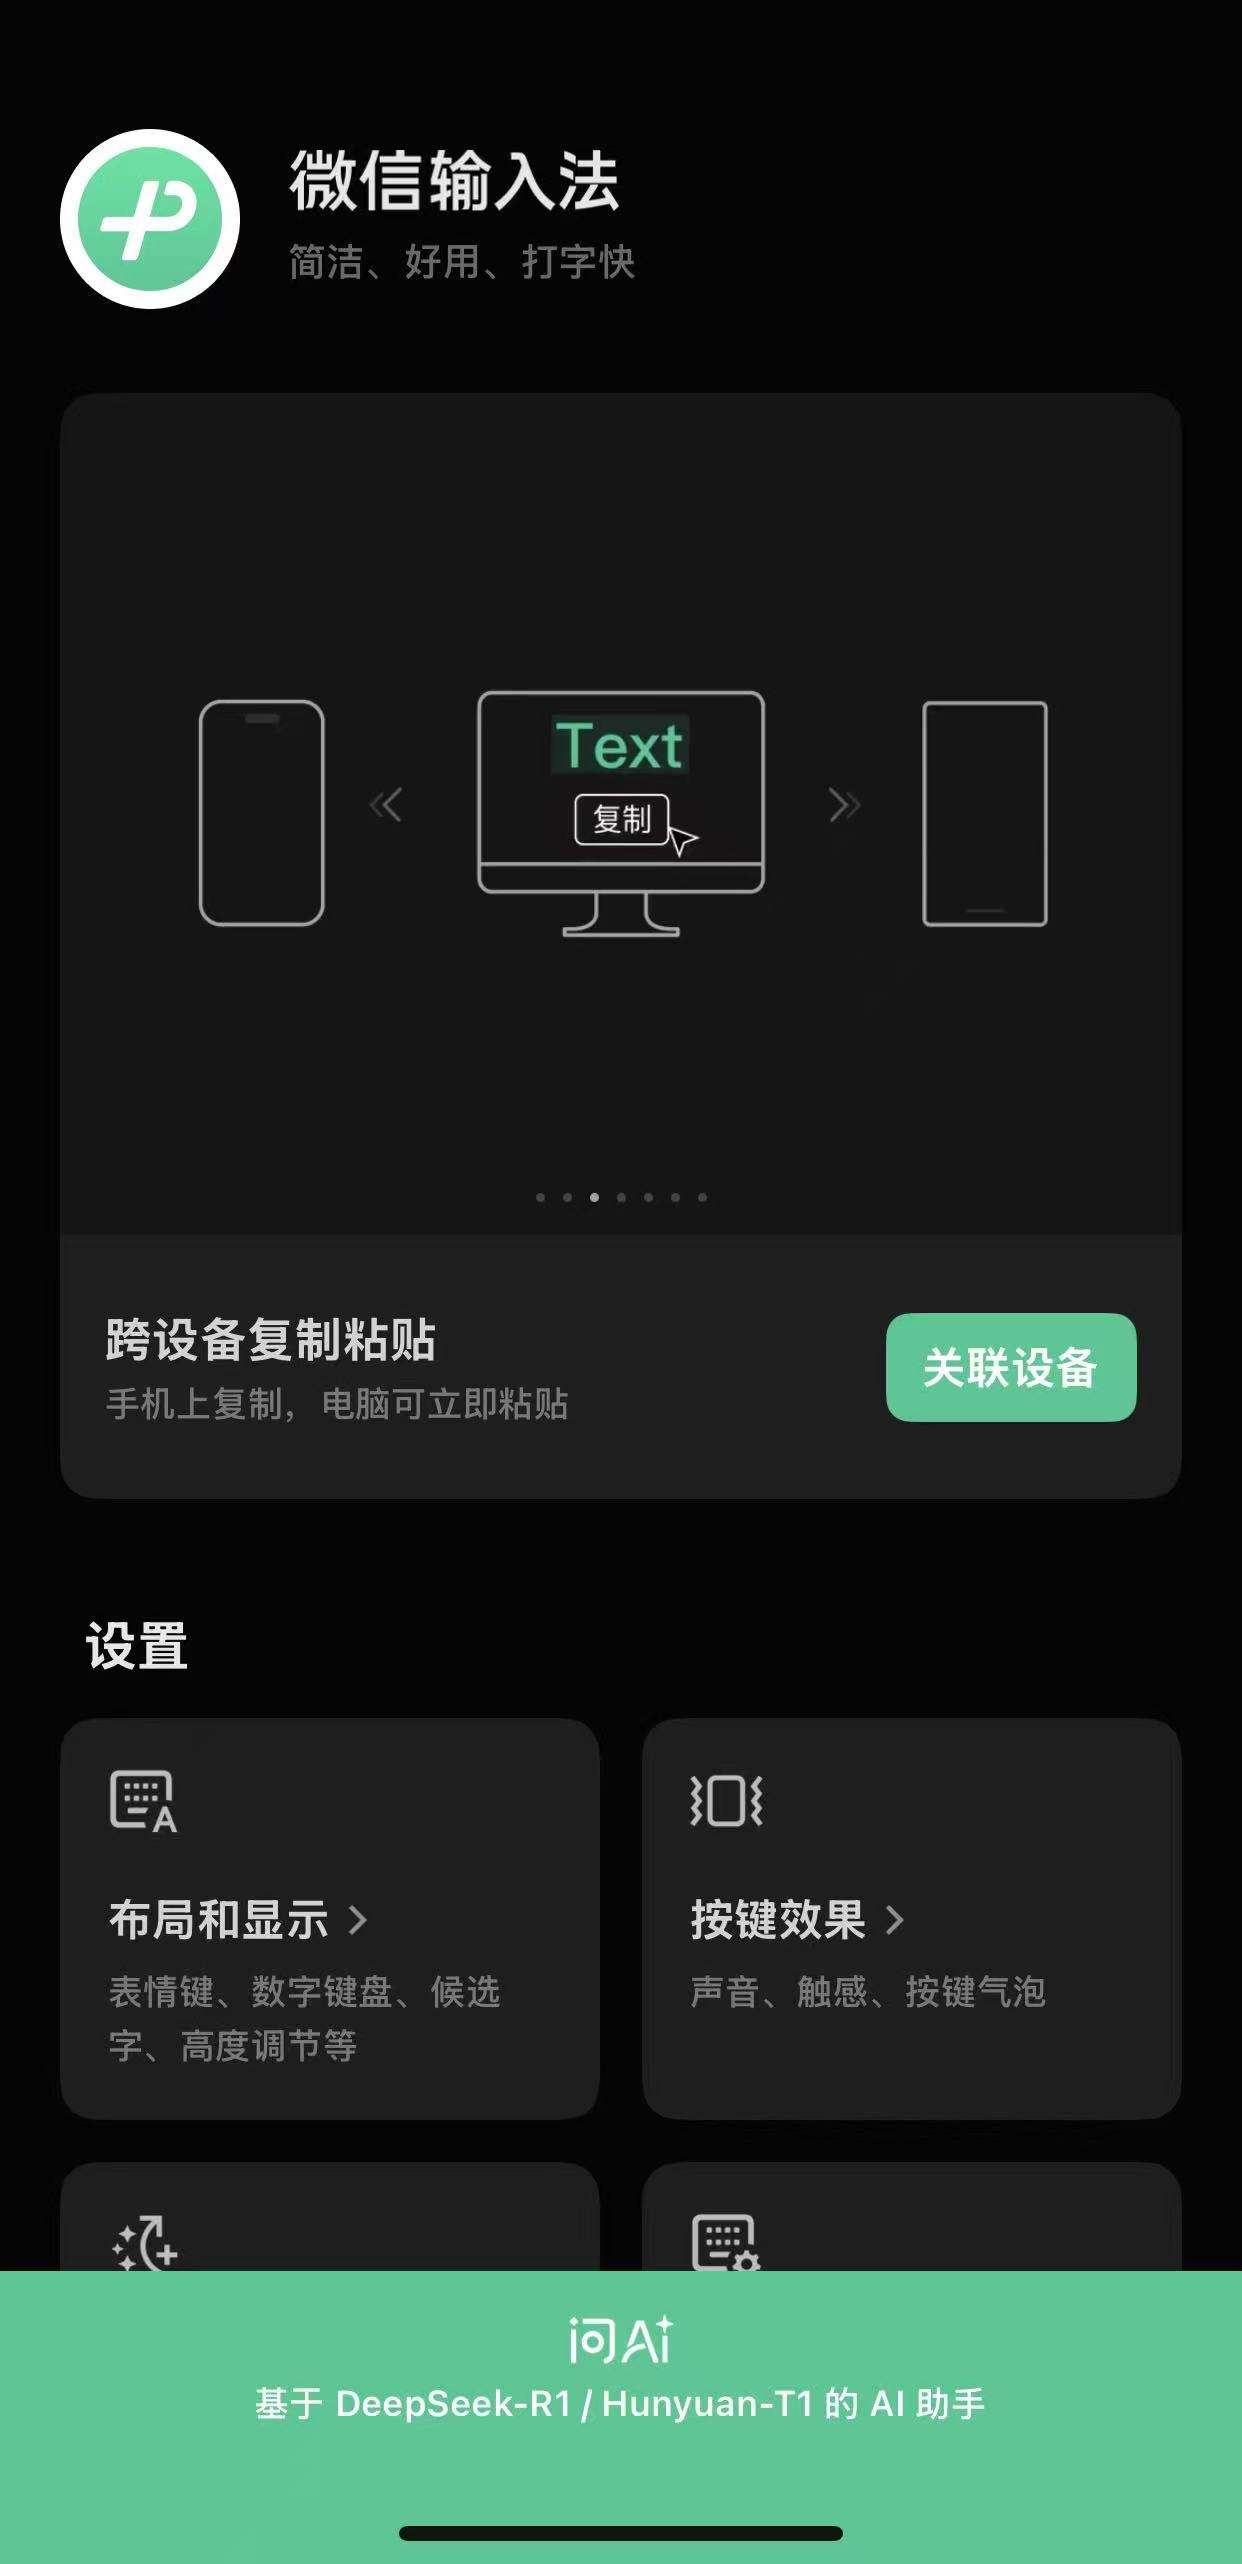 微信输入法
简洁、好用、打字快
Text
复制
跨设备复制粘贴
手机上复制，电脑可立即粘贴
关联设备
设置
布局和显示
表情键、数字键盘、候选
字、高度调节等
按键效果
声音、触感、按键气泡
问Ai
基于 DeepSeek-R1 / Hunyuan-T1 的 AI 助手